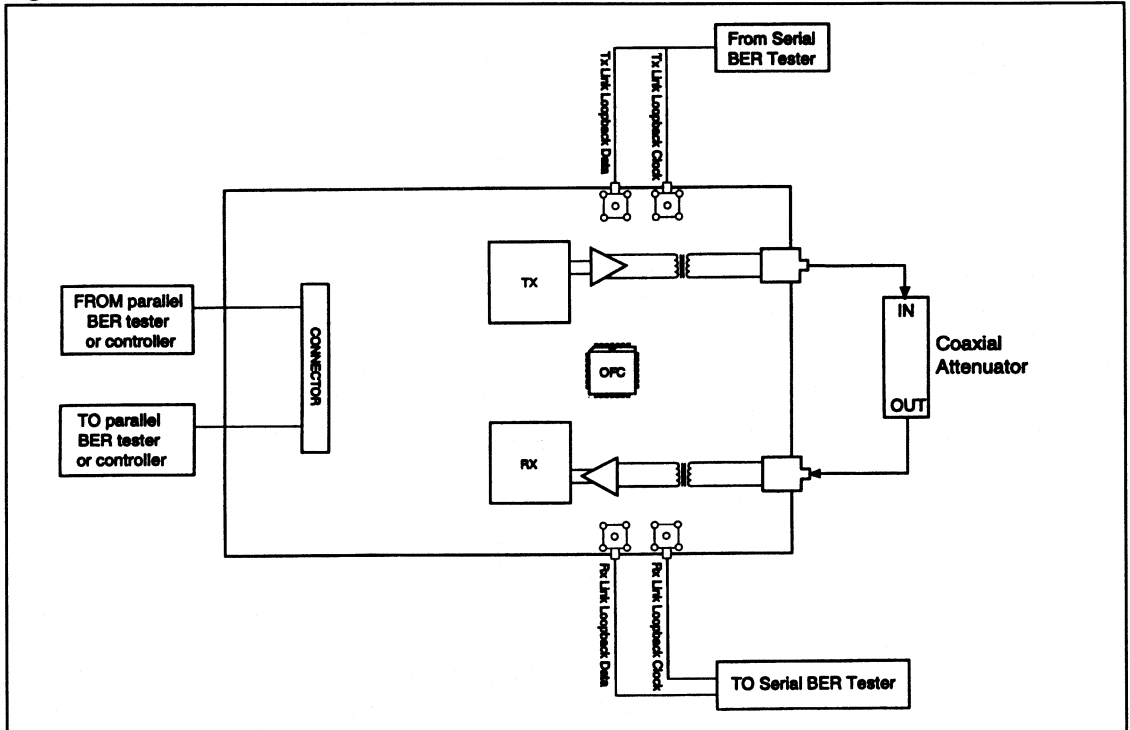 From Serial
BER Tester
Tx Link Loopback Data
Tx Link Loopback Clock
TX
FROM parallel
BER tester
or controller
CONNECTOR
IN
Coaxial
Attenuator
OUT
OFC
TO parallel
BER tester
or controller
RX
Rx Link Loopback Data
Rx Link Loopback Clock
TO Serial BER Tester